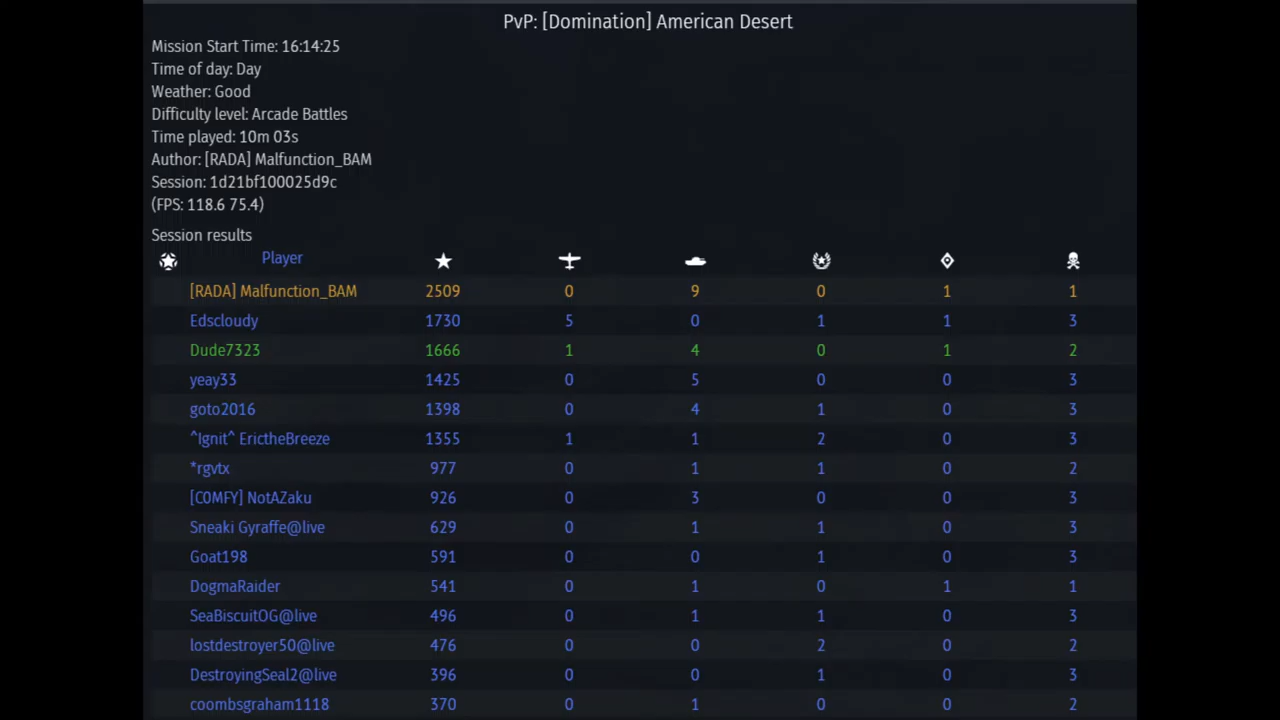 PvP: [Domination] American Desert
Mission Start Time: 16:14:25
Time of day: Day
Weather: Good
Difficulty level: Arcade Battles
Time played: 10m 03s
Author: [RADA] Malfunction_BAM
Session: 1d21bf100025d9c
(FPS: 118.6 75.4)
Session results
Player
[RADA] Malfunction_BAM 2509 0 9 0 1 1
Edscloudy 1730 5 0 1 1 3
Dude7323 1666 1 4 0 1 2
yeay33 1425 0 5 0 0 3
goto2016 1398 0 4 1 0 3
^Ignit^ ErictheBreeze 1355 1 1 2 0 3
*rgvtx 977 0 1 1 0 2
[C0MFY] NotAZaku 926 0 3 0 0 3
Sneaki Gyraffe@live 629 0 1 1 0 3
Goat198 591 0 0 1 0 3
DogmaRaider 541 0 1 0 1 1
SeaBiscuitOG@live 496 0 1 1 0 3
lostdestroyer50@live 476 0 0 2 0 2
DestroyingSeal2@live 396 0 0 1 0 3
coombsgraham1118 370 0 1 0 0 2